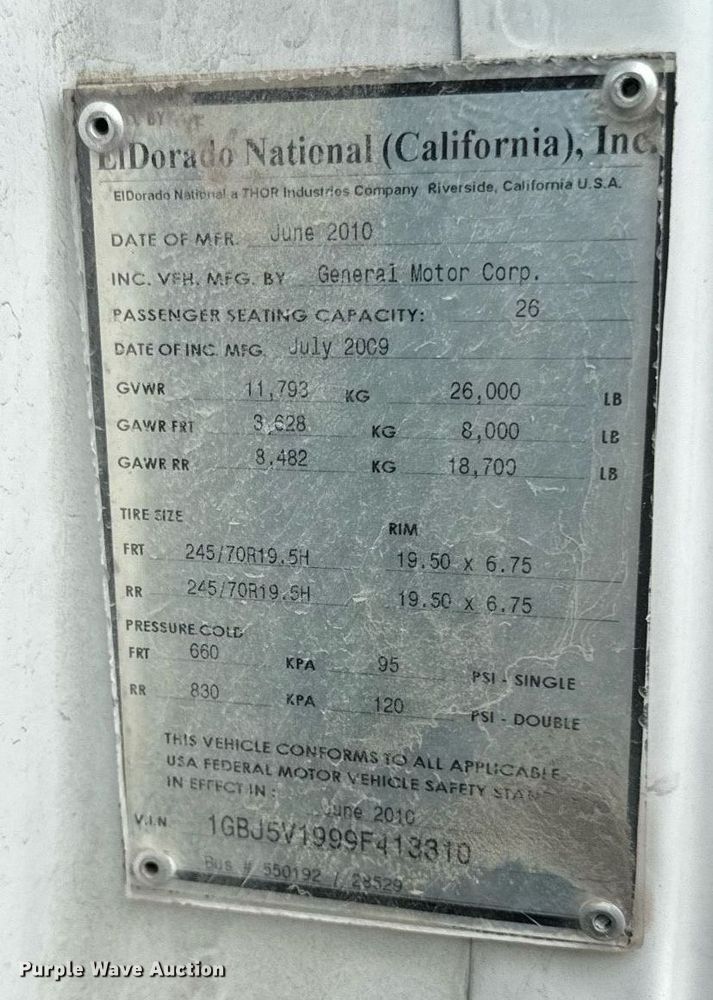 BY
ElDorado National (California), Inc.
ElDorado National a THOR Industries Company Riverside, California U.S.A.
DATE OF MFR. June 2010
INC. VEH. MFG. BY General Motor Corp.
PASSENGER SEATING CAPACITY: 26
DATE OF INC. MFG. July 2009
GVWR 11,793 KG 26,000 LB
GAWR FRT 3,628 KG 8,000 LB
GAWR RR 8,482 KG 18,700 LB
TIRE SIZE RIM
FRT 245/70R19.5H 19.50 x 6.75
RR 245/70R19.5H 19.50 x 6.75
PRESSURE COLD
FRT 660 KPA 95 PSI - SINGLE
RR 830 KPA 120 PSI - DOUBLE
THIS VEHICLE CONFORMS TO ALL APPLICABLE
USA FEDERAL MOTOR VEHICLE SAFETY
IN EFFECT IN : June 2010
V.I.N. 1GBJ5V1999F413310
Bus # 550192 / 28529
Purple Wave Auction